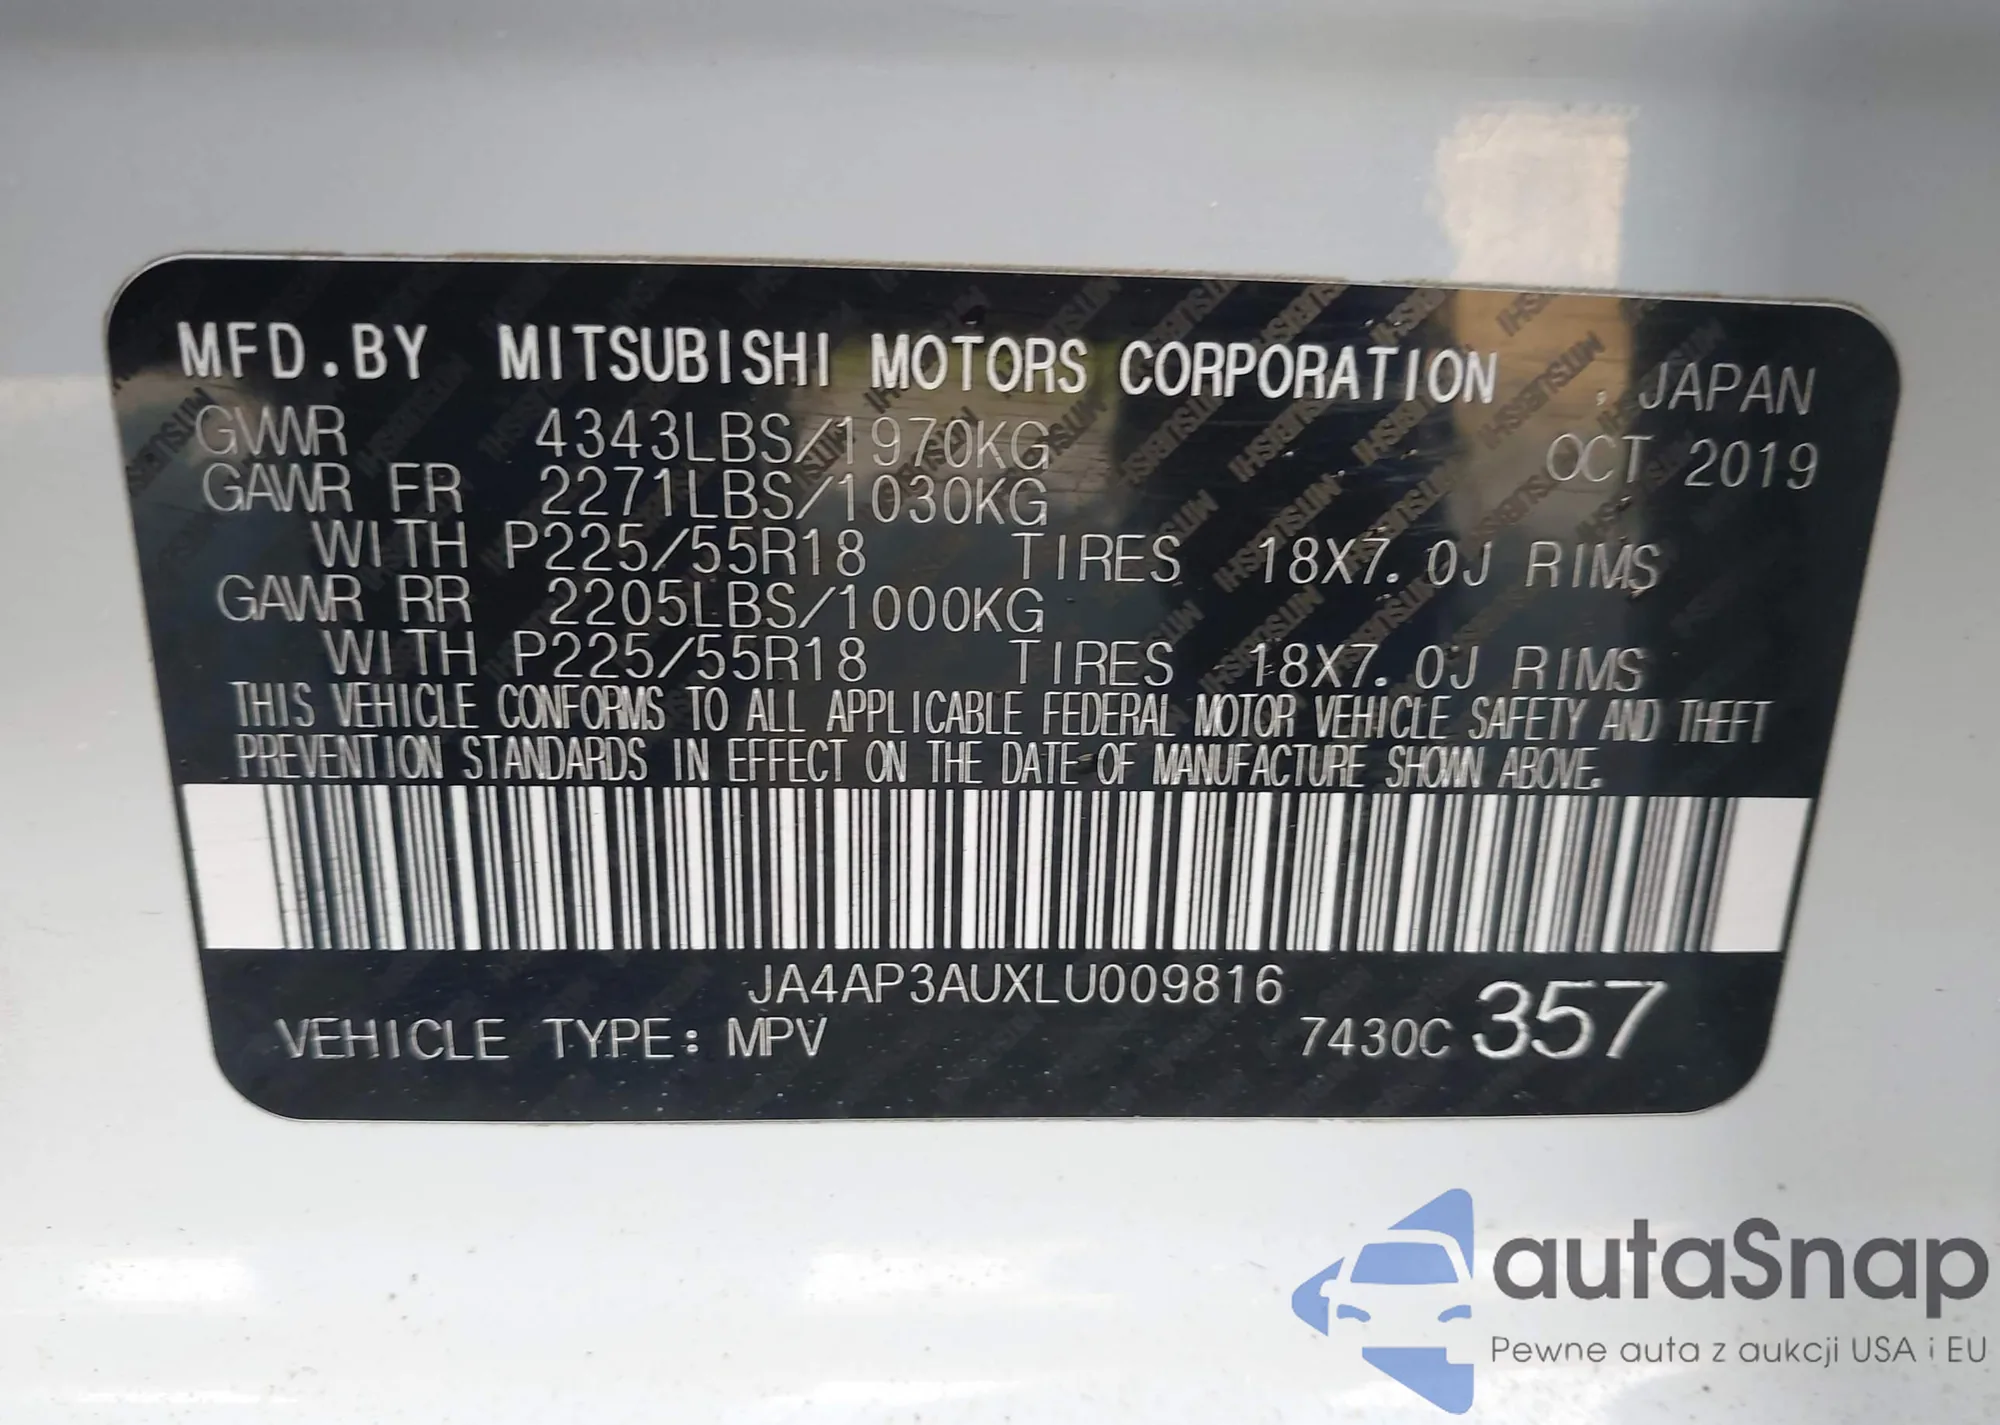 MFD.BY MITSUBISHI MOTORS CORPORATION , JAPAN
GVWR 4343LBS/1970KG OCT 2019
GAWR FR 2271LBS/1030KG
WITH P225/55R18 TIRES 18X7.0J RIMS
GAWR RR 2205LBS/1000KG
WITH P225/55R18 TIRES 18X7.0J RIMS
THIS VEHICLE CONFORMS TO ALL APPLICABLE FEDERAL MOTOR VEHICLE SAFETY AND THEFT
PREVENTION STANDARDS IN EFFECT ON THE DATE OF MANUFACTURE SHOWN ABOVE.
JA4AP3AUXLU009816
VEHICLE TYPE: MPV 7430C 357
autaSnap
Pewne auta z aukcji USA i EU